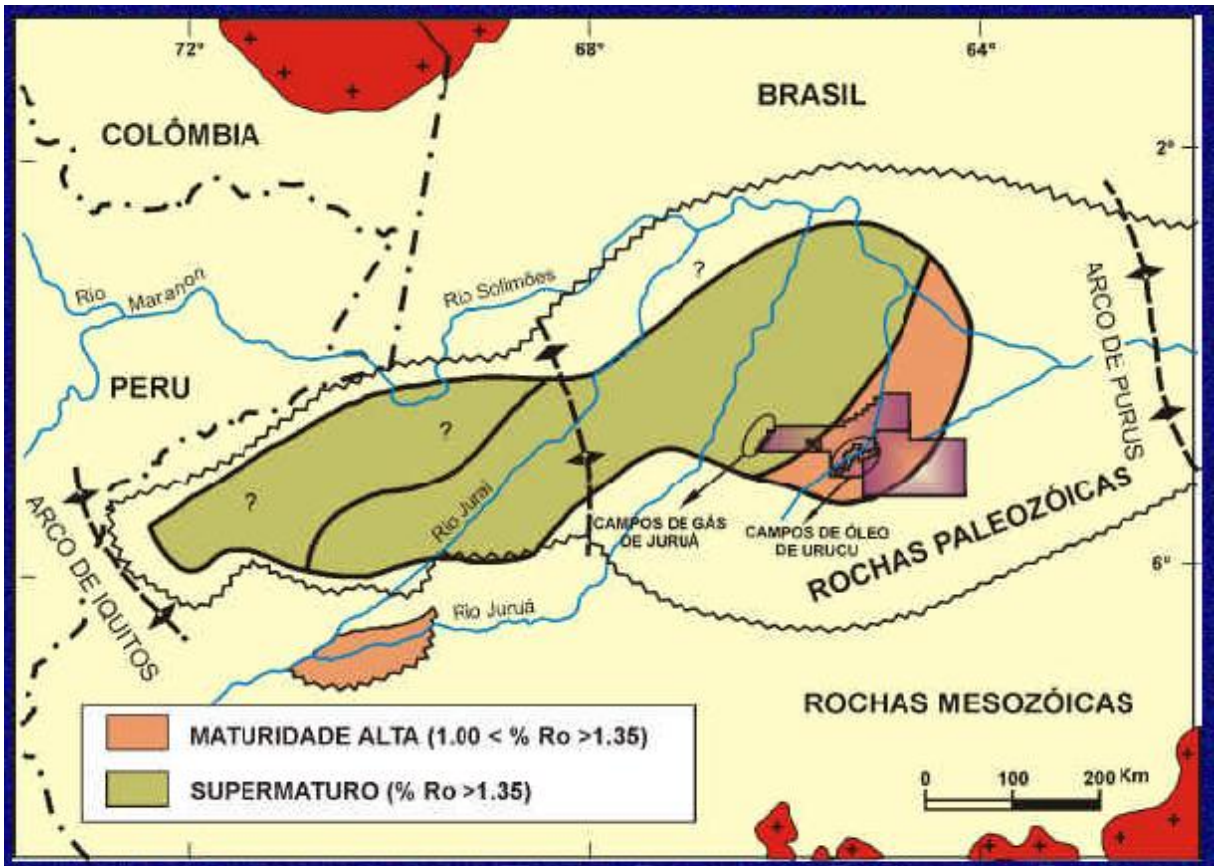 72°
68°
64°
BRASIL
COLÔMBIA
2°
Rio Solimões
?
Rio Maranon
ARCO DE PURUS
PERU
?
?
Rio Juraí
CAMPOS DE GÁS
DE JURUÁ
CAMPOS DE ÓLEO
DE URUCU
ROCHAS PALEOZÓICAS
ARCO DE IQUITOS
6°
Rio Juruá
ROCHAS MESOZÓICAS
MATURIDADE ALTA (1.00 < % Ro >1.35)
SUPERMATURO (% Ro >1.35)
0 100 200 Km